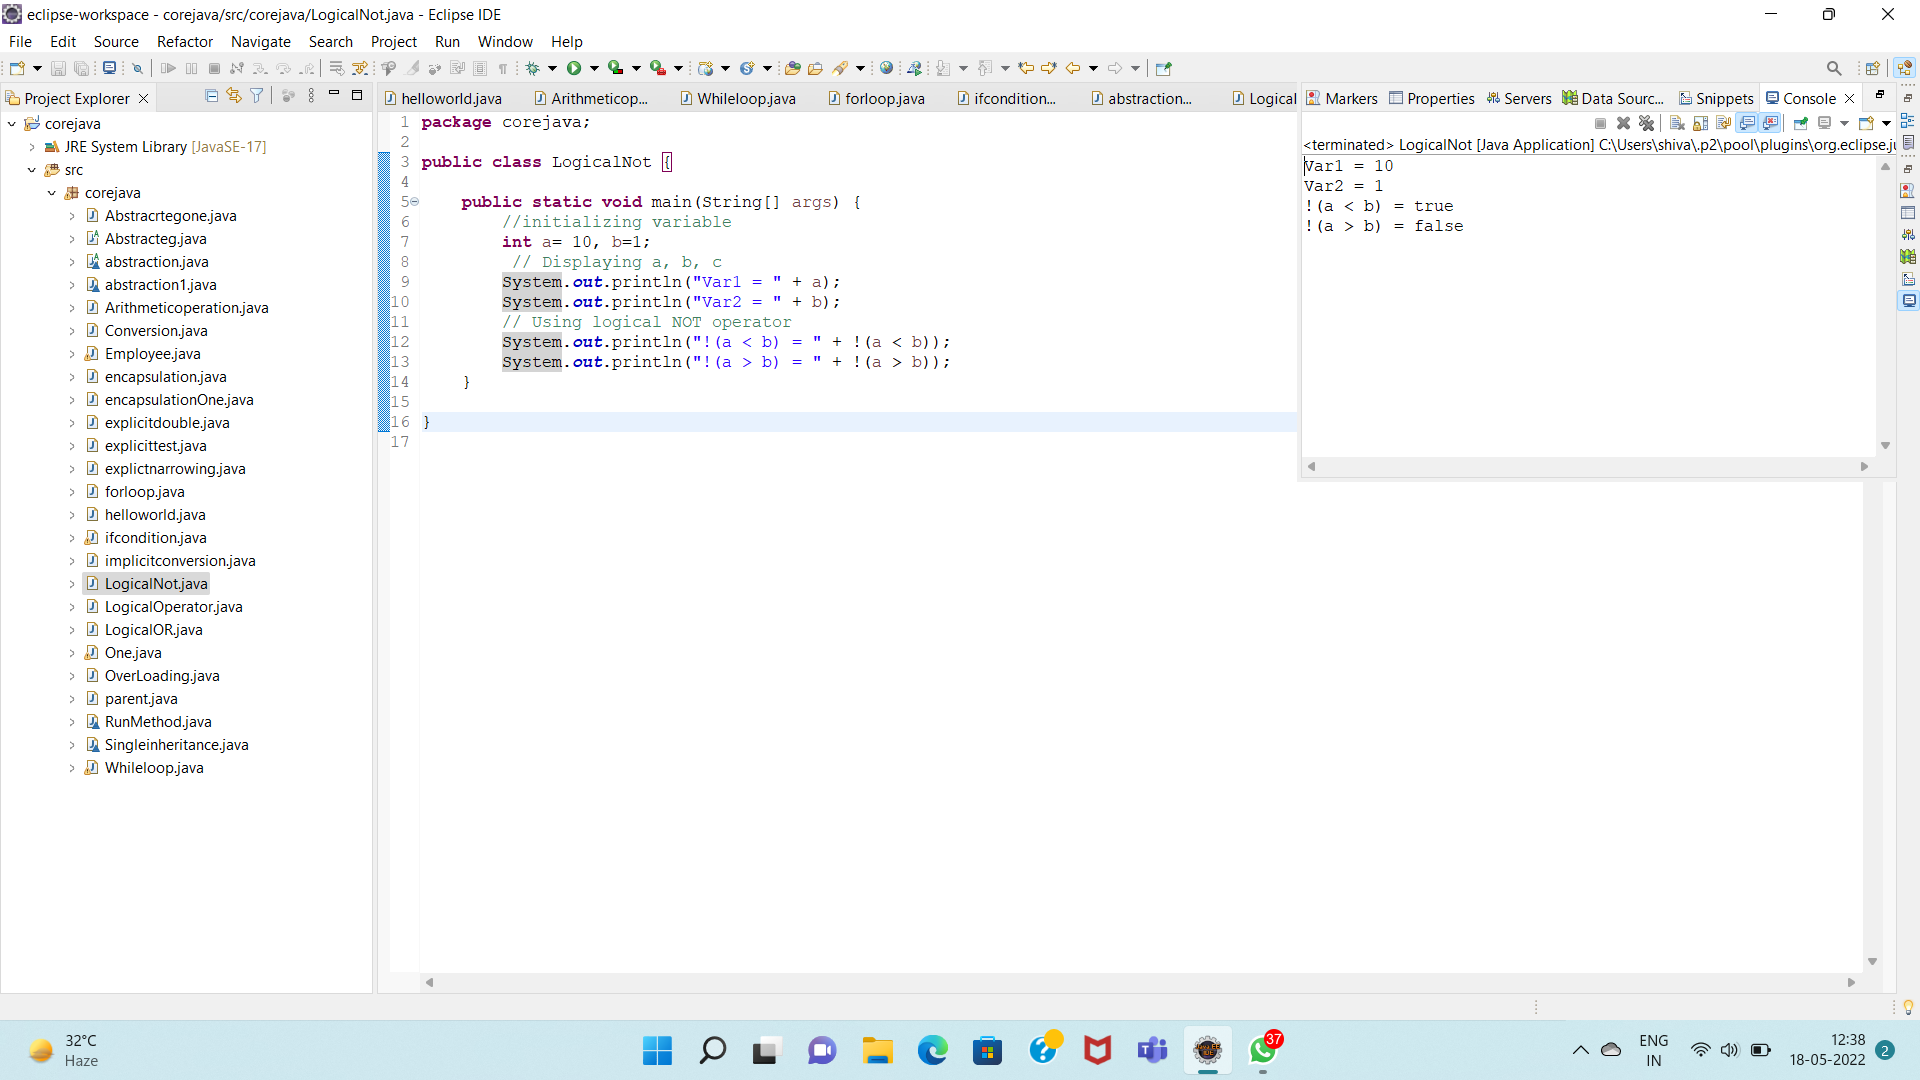 eclipse-workspace - corejava/src/corejava/LogicalNot.java - Eclipse IDE
File Edit Source Refactor Navigate Search Project Run Window Help
Project Explorer
corejava
JRE System Library [JavaSE-17]
src
corejava
Abstracrtegone.java
Abstracteg.java
abstraction.java
abstraction1.java
Arithmeticoperation.java
Conversion.java
Employee.java
encapsulation.java
encapsulationOne.java
explicitdouble.java
explicittest.java
explictnarrowing.java
forloop.java
helloworld.java
ifcondition.java
implicitconversion.java
LogicalNot.java
LogicalOperator.java
LogicalOR.java
One.java
OverLoading.java
parent.java
RunMethod.java
Singleinheritance.java
Whileloop.java
helloworld.java Arithmeticop... Whileloop.java forloop.java ifcondition... abstraction... Logical
1 package corejava;
2
3 public class LogicalNot {
4
5 public static void main(String[] args) {
6 //initializing variable
7 int a= 10, b=1;
8 // Displaying a, b, c
9 System.out.println("Var1 = " + a);
10 System.out.println("Var2 = " + b);
11 // Using logical NOT operator
12 System.out.println("!(a < b) = " + !(a < b));
13 System.out.println("!(a > b) = " + !(a > b));
14 }
15
16 }
17
Markers Properties Servers Data Sourc... Snippets Console
<terminated> LogicalNot [Java Application] C:\Users\shiva\.p2\pool\plugins\org.eclipse.ju
Var1 = 10
Var2 = 1
!(a < b) = true
!(a > b) = false
32°C
Haze
37
ENG
IN
12:38
18-05-2022
2